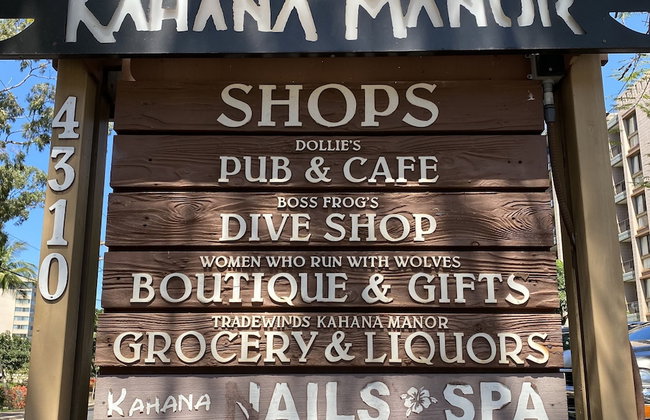 KAHANA MANOR
4310
SHOPS
DOLLIE'S
PUB & CAFE
BOSS FROG'S
DIVE SHOP
WOMEN WHO RUN WITH WOLVES
BOUTIQUE & GIFTS
TRADEWINDS KAHANA MANOR
GROCERY & LIQUORS
KAHANA NAILS SPA